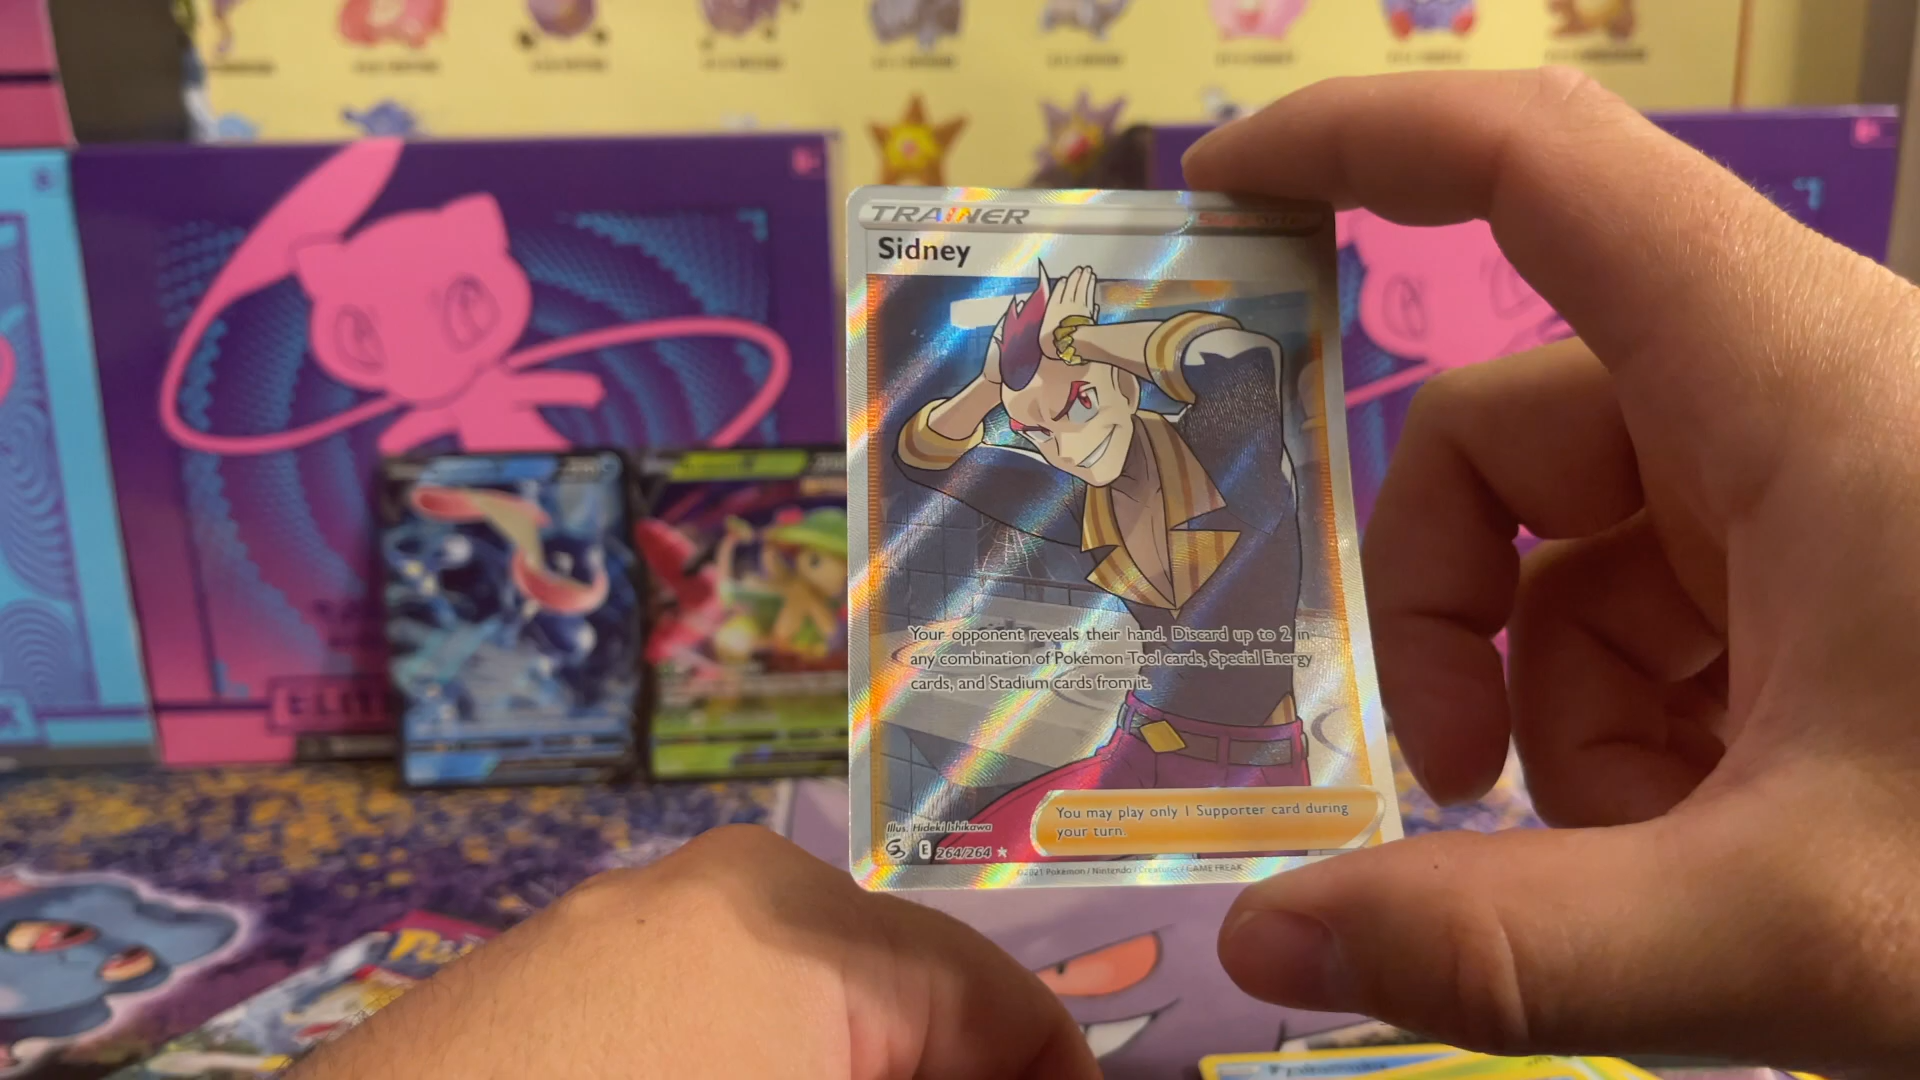 TRAINER
Sidney
Your opponent reveals their hand. Discard up to 2 in
any combination of Pokémon Tool cards, Special Energy
cards, and Stadium cards from it.
You may play only 1 Supporter card during
your turn.
Illus. Hideki Ishikawa
E 264/264
©2021 Pokémon / Nintendo / Creatures / GAME FREAK